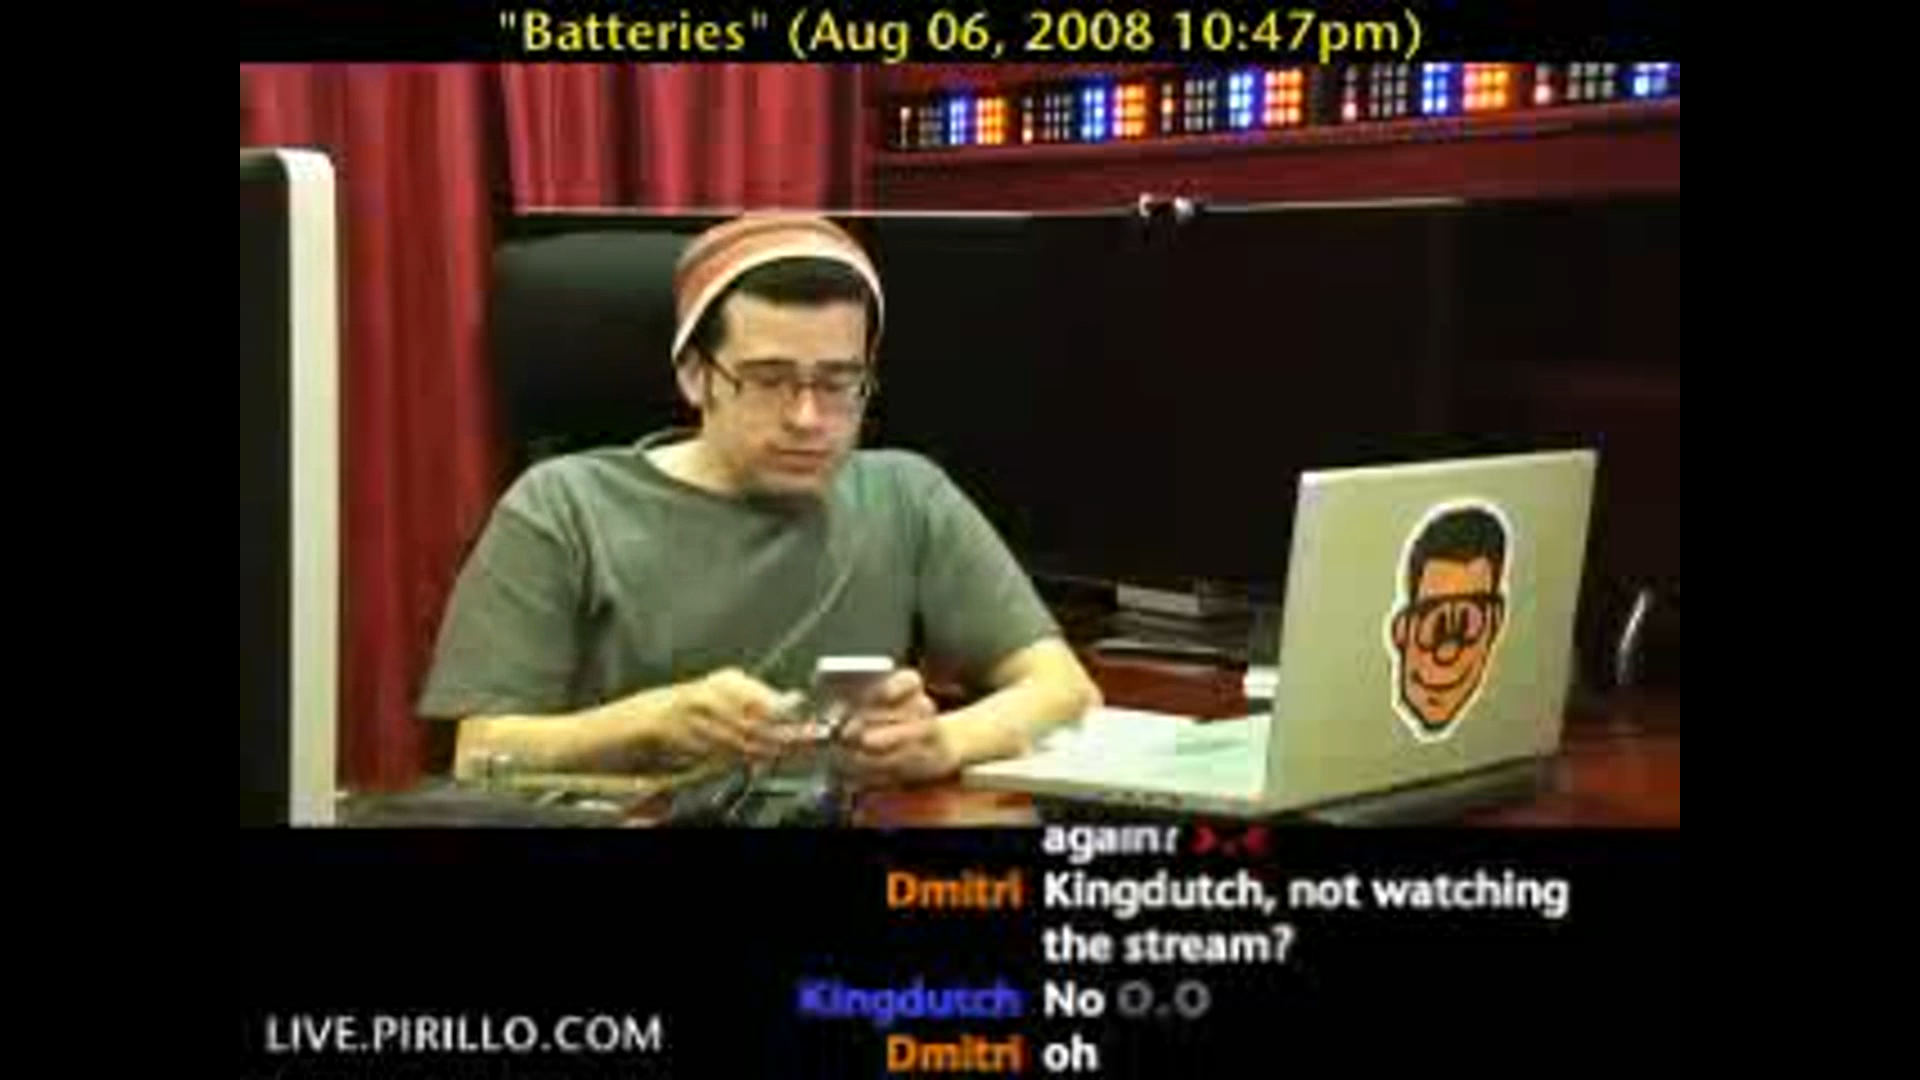 "Batteries" (Aug 06, 2008 10:47pm)
again?
Dmitri Kingdutch, not watching
the stream?
Kingdutch No O.O
LIVE.PIRILLO.COM
Dmitri oh